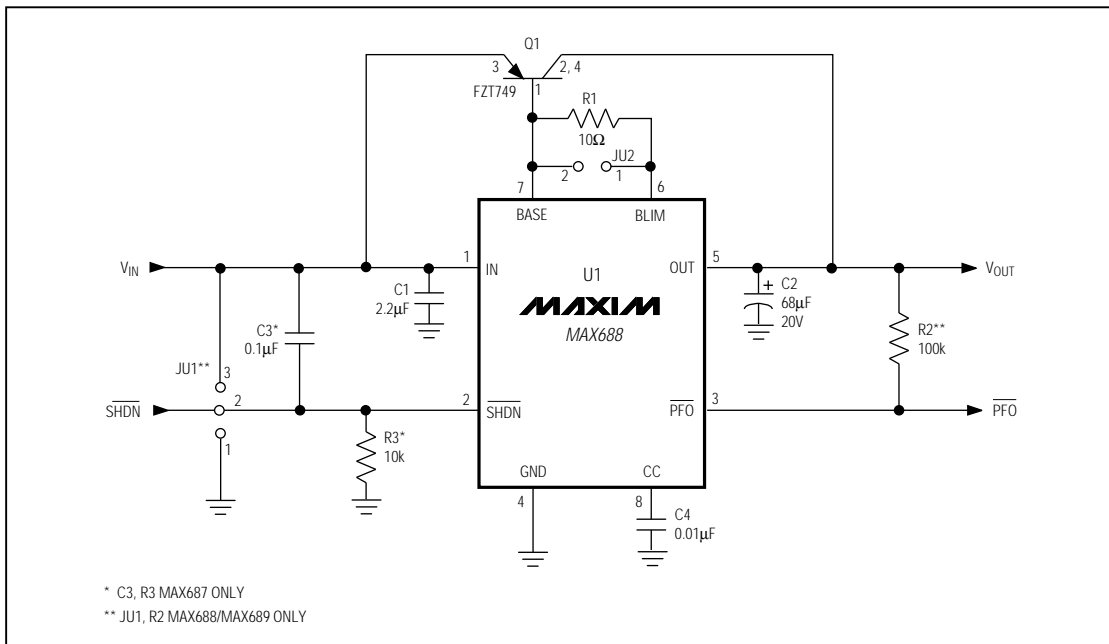 Q1
3
2, 4
FZT749
1
R1
10Ω
JU2
2
1
7
6
BASE
BLIM
VIN
1
IN
OUT
5
VOUT
U1
MAXIM
MAX688
C1
2.2µF
+
C2
68µF
20V
C3*
0.1µF
R2**
100k
JU1**
3
SHDN
2
2
SHDN
PFO
3
PFO
1
R3*
10k
GND
CC
4
8
C4
0.01µF
* C3, R3 MAX687 ONLY
** JU1, R2 MAX688/MAX689 ONLY